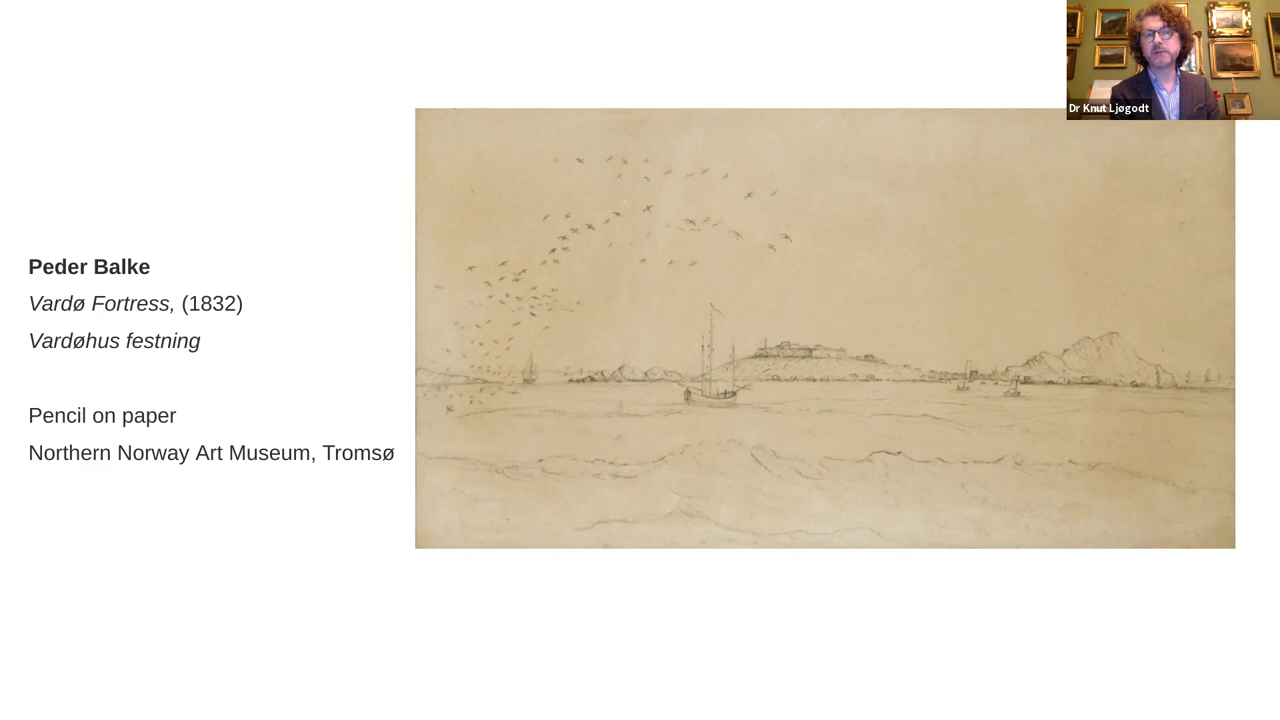 Dr Knut Ljøgodt
Peder Balke
Vardø Fortress, (1832)
Vardøhus festning
Pencil on paper
Northern Norway Art Museum, Tromsø